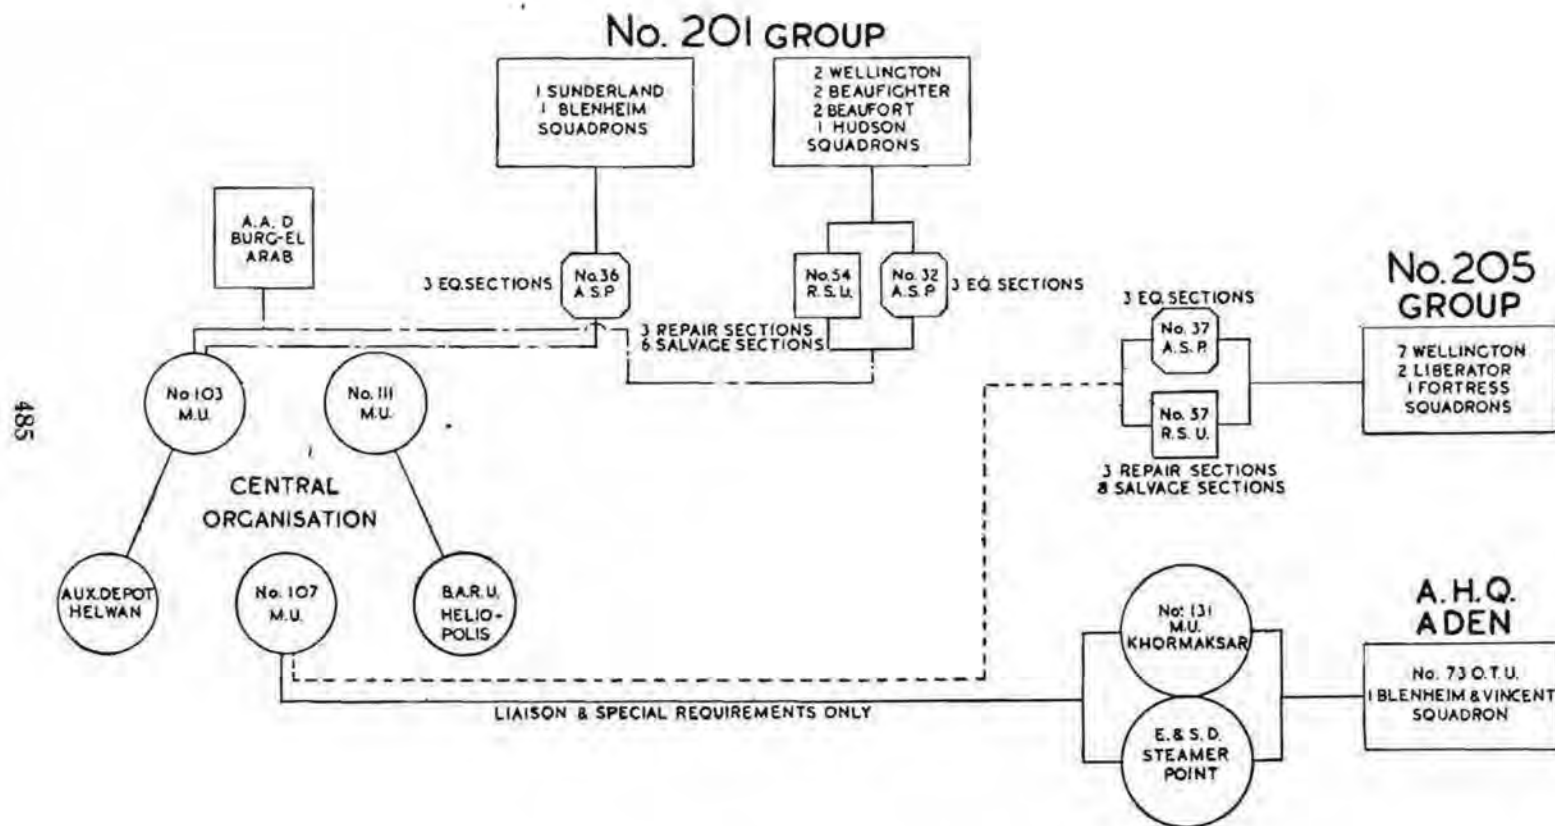 No. 201 GROUP
1 SUNDERLAND
1 BLENHEIM
SQUADRONS
2 WELLINGTON
2 BEAUFIGHTER
2 BEAUFORT
1 HUDSON
SQUADRONS
A. A. D
BURG-EL
ARAB
3 EQ. SECTIONS
No. 36
A.S.P
No. 54
R.S.U.
No. 32
A.S.P
3 EQ. SECTIONS
3 REPAIR SECTIONS
6 SALVAGE SECTIONS
No. 205
GROUP
3 EQ. SECTIONS
No. 37
A.S.P.
7 WELLINGTON
2 LIBERATOR
1 FORTRESS
SQUADRONS
No. 37
R.S.U.
3 REPAIR SECTIONS
8 SALVAGE SECTIONS
No 103
M.U.
No. 111
M.U.
485
CENTRAL
ORGANISATION
AUX.DEPOT
HELWAN
No. 107
M.U.
B.A.R.U.
HELIO-
POLIS
No. 131
M.U.
KHORMAKSAR
A.H.Q.
ADEN
No. 73 O.T.U.
1 BLENHEIM & VINCENT
SQUADRON
LIAISON & SPECIAL REQUIREMENTS ONLY
E. & S. D.
STEAMER
POINT